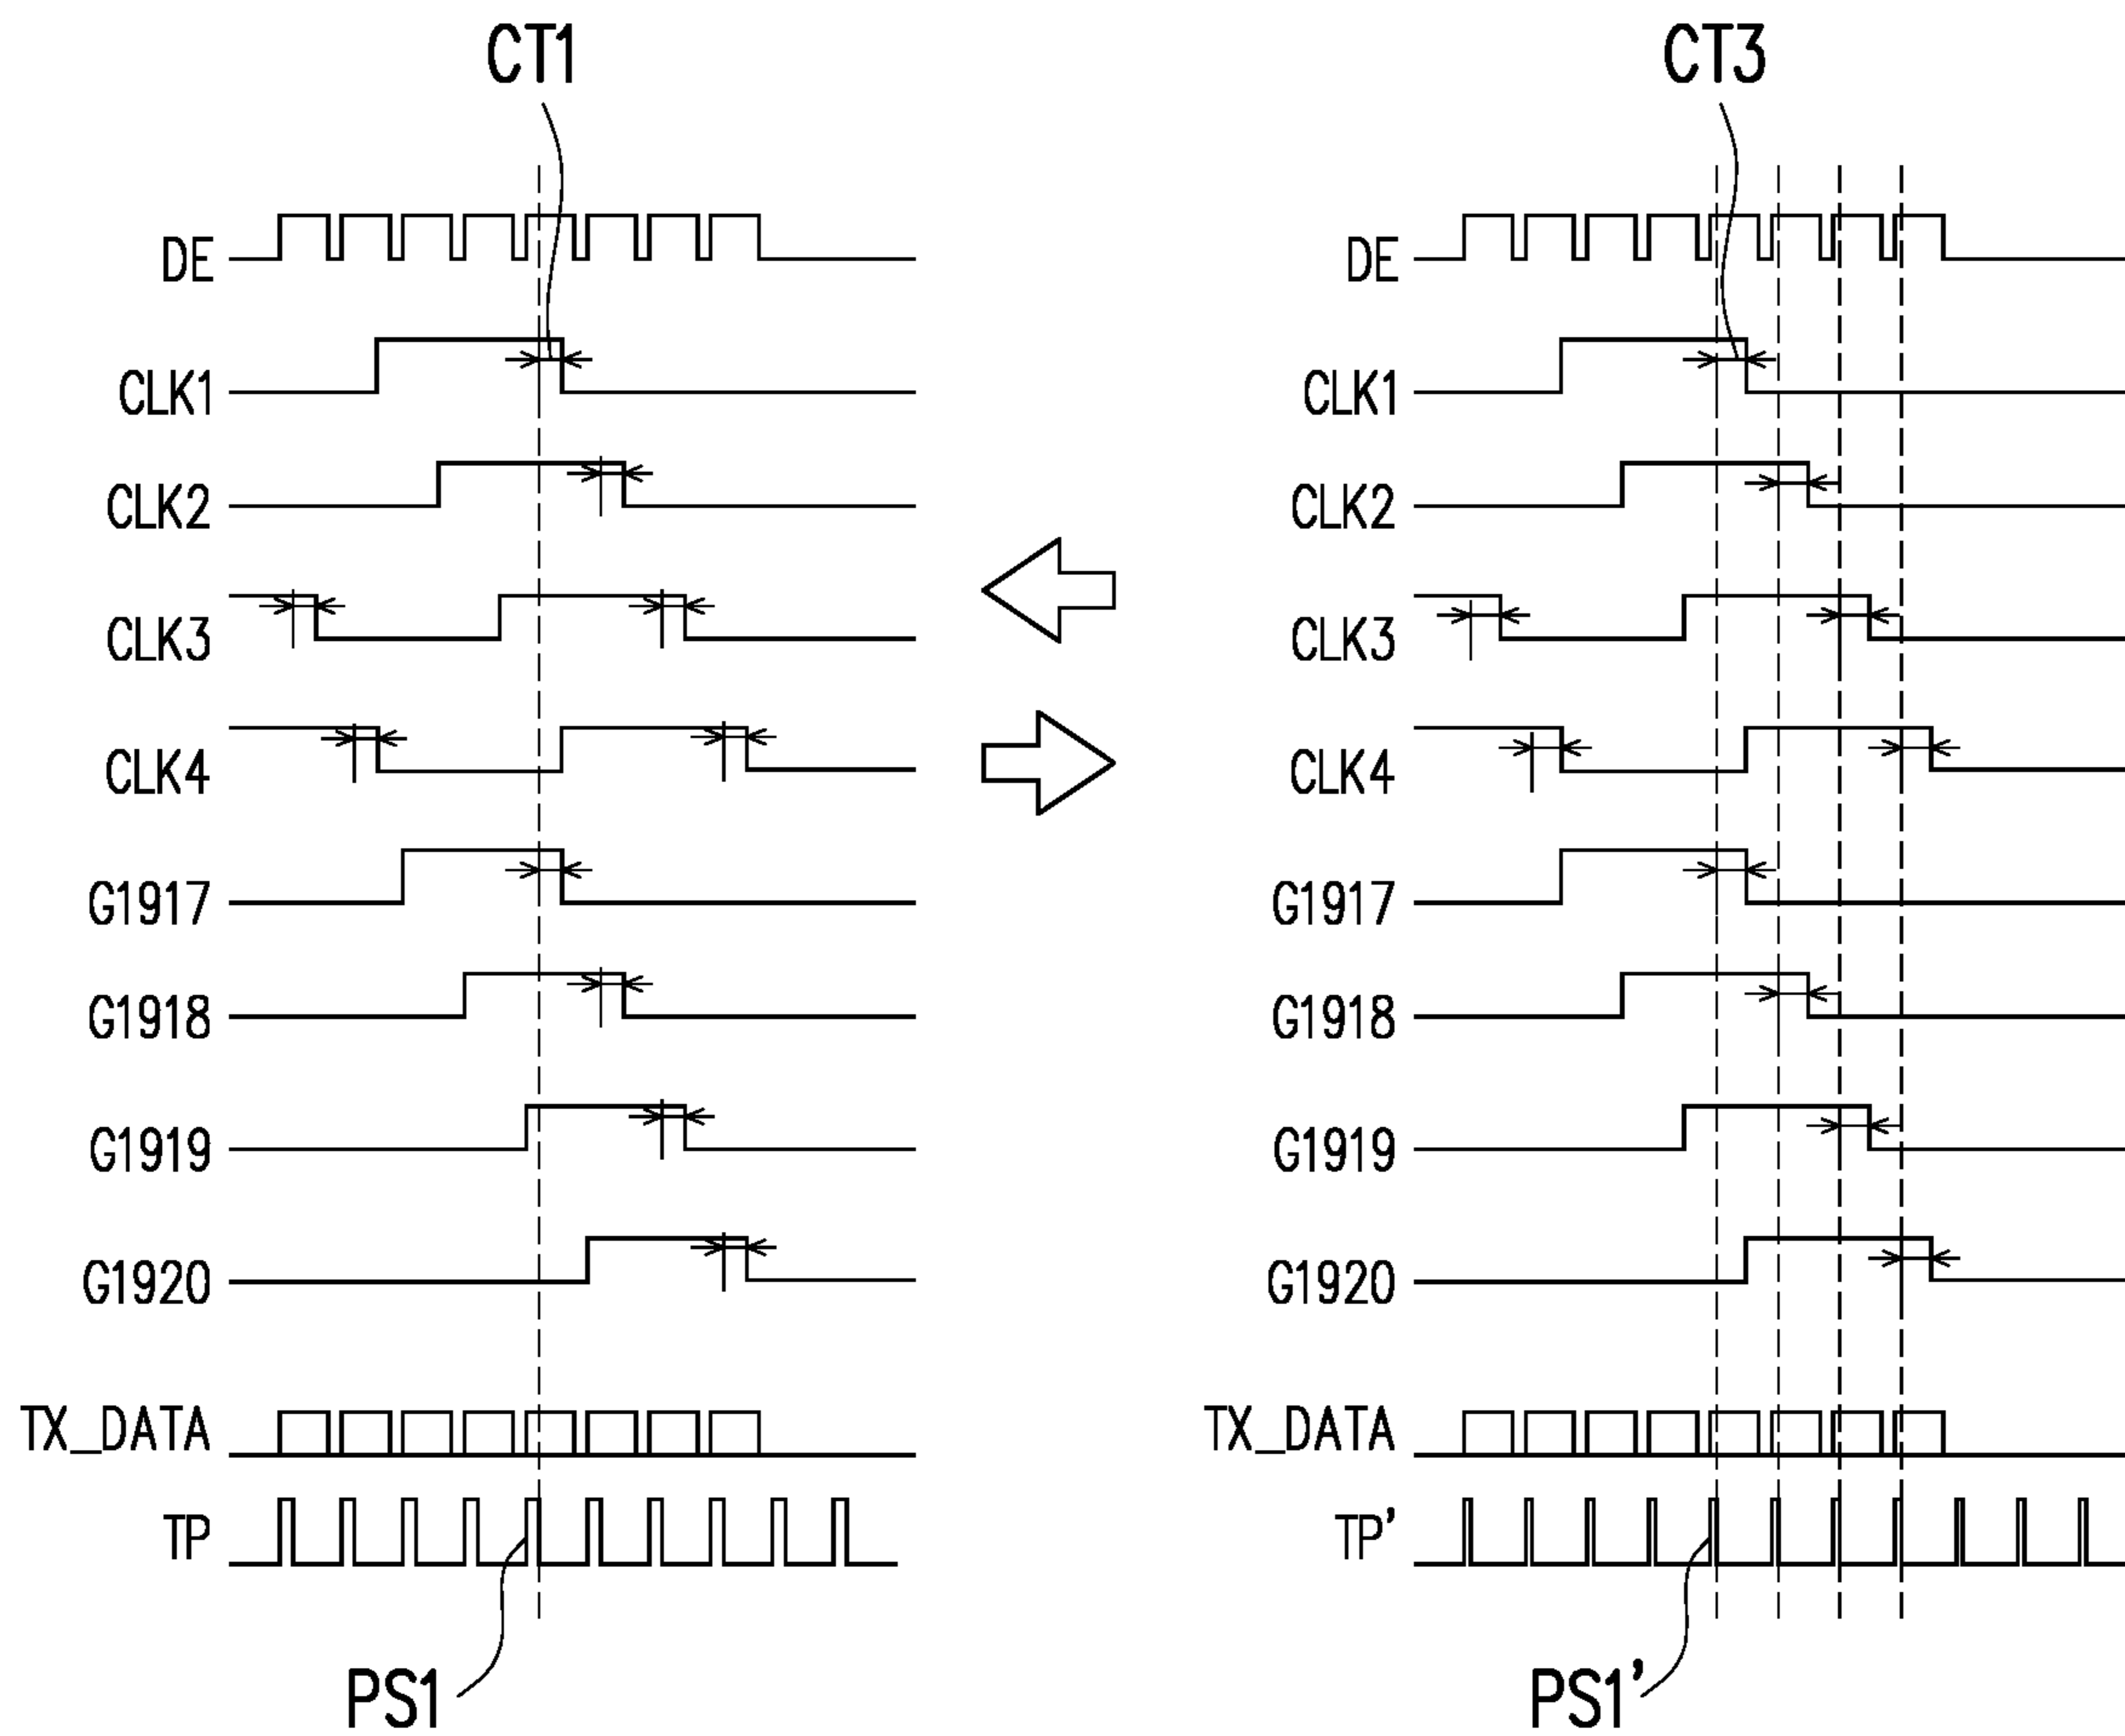 CT1
DE
CLK1
CLK2
CLK3
CLK4
G1917
G1918
G1919
G1920
TX_DATA
TP
PS1
CT3
DE
CLK1
CLK2
CLK3
CLK4
G1917
G1918
G1919
G1920
TX_DATA
TP'
PS1'